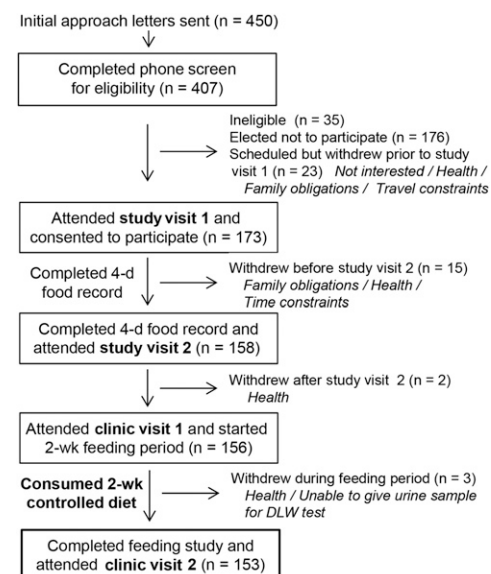 Initial approach letters sent (n = 450)
Completed phone screen
for eligibility (n = 407)
Ineligible (n = 35)
Elected not to participate (n = 176)
Scheduled but withdrew prior to study
visit 1 (n = 23) Not interested / Health /
Family obligations / Travel constraints
Attended study visit 1 and
consented to participate (n = 173)
Completed 4-d
food record
Withdrew before study visit 2 (n = 15)
Family obligations / Health /
Time constraints
Completed 4-d food record and
attended study visit 2 (n = 158)
Withdrew after study visit 2 (n = 2)
Health
Attended clinic visit 1 and started
2-wk feeding period (n = 156)
Consumed 2-wk
controlled diet
Withdrew during feeding period (n = 3)
Health / Unable to give urine sample
for DLW test
Completed feeding study and
attended clinic visit 2 (n = 153)